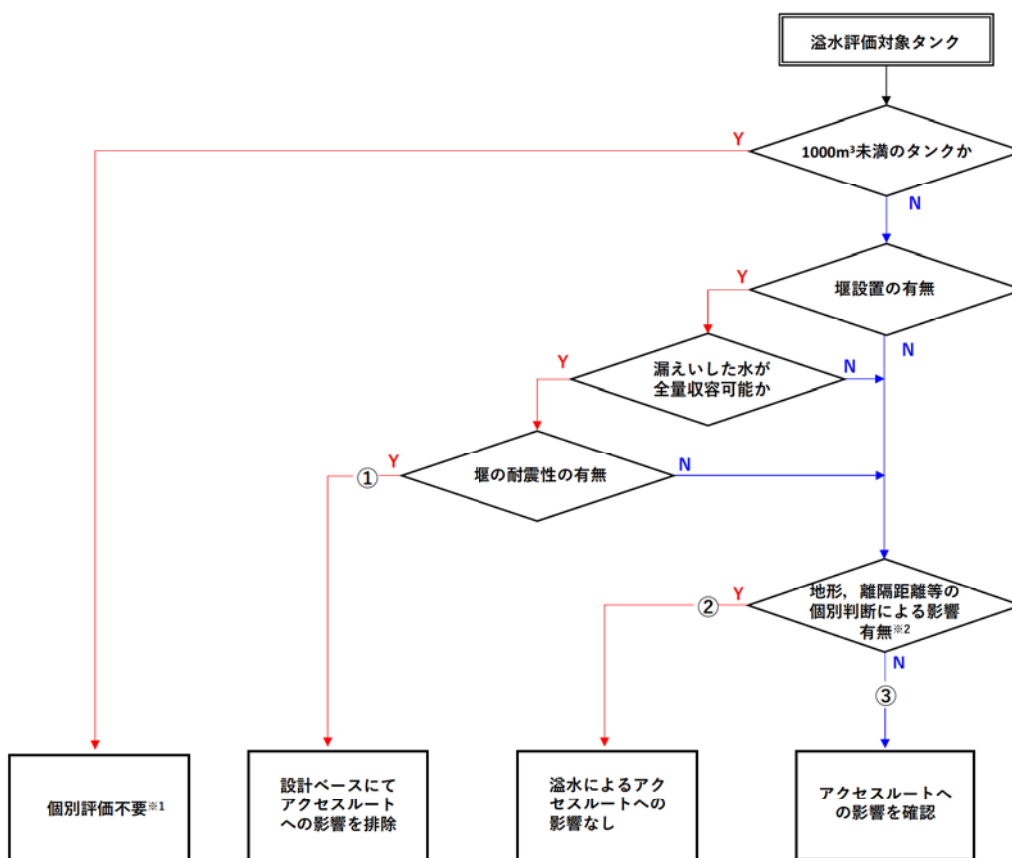 溢水評価対象タンク
Y
1000m³未満のタンクか
N
Y
堰設置の有無
N
Y
漏えいした水が
全量収容可能か
N
Y
①
堰の耐震性の有無
N
②
Y
地形，離隔距離等の
個別判断による影響
有無※2
N
③
個別評価不要※1
設計ベースにて
アクセスルート
への影響を排除
溢水によるアク
セスルートへの
影響なし
アクセスルートへ
の影響を確認